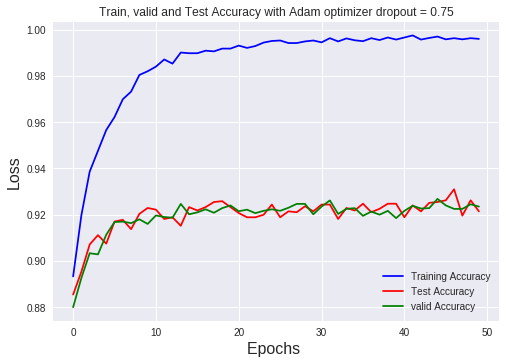 Train, valid and Test Accuracy with Adam optimizer dropout = 0.75
1.00
0.98
0.96
0.94
0.92
0.90
0.88
Loss
Training Accuracy
Test Accuracy
valid Accuracy
0
10
20
30
40
50
Epochs